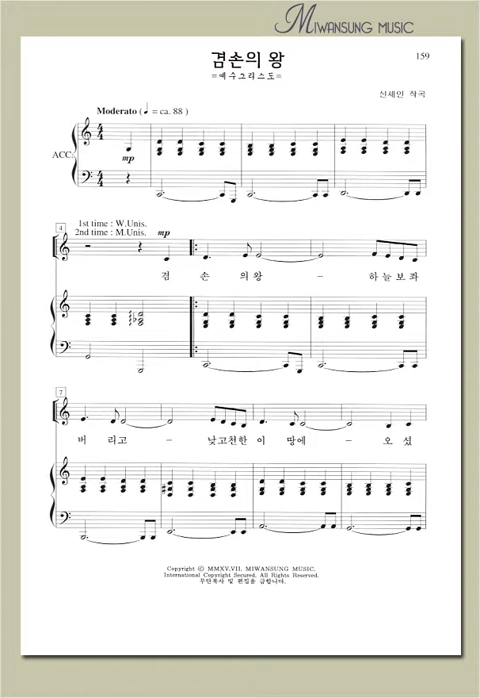 MIWANSUNG MUSIC
겸손의 왕
159
=예수그리스도=
선세인 작곡
Moderato (♩ = ca. 88 )
ACC.
mp
4
1st time : W.Unis.
2nd time : M.Unis.
mp
겸 손 의왕 - 하늘보좌
7
버 리고 - 낮고천한 이 땅에 - 오 셨
Copyright ⓒ MMXV.VII. MIWANSUNG MUSIC.
International Copyright Secured. All Rights Reserved.
무단복사 및 편집을 금합니다.